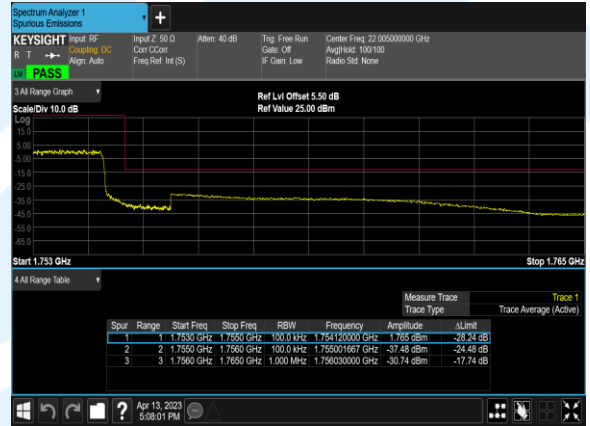 Spectrum Analyzer 1
Spurious Emissions
KEYSIGHT Input: RF Input Z: 50 Ω Atten: 40 dB Trig: Free Run Center Freq: 22.005000000 GHz
R T Coupling: DC Corr CCorr Gate: Off Avg|Hold: 100/100
Align: Auto Freq Ref: Int (S) IF Gain: Low Radio Std: None
PASS
3 All Range Graph
Ref Lvl Offset 5.50 dB
Scale/Div 10.0 dB Ref Value 25.00 dBm
Log
15.0
5.00
-5.00
-15.0
-25.0
-35.0
-45.0
-55.0
-65.0
Start 1.753 GHz Stop 1.765 GHz
4 All Range Table
Measure Trace Trace 1
Trace Type Trace Average (Active)
Spur Range Start Freq Stop Freq RBW Frequency Amplitude ΔLimit
1 1 1.7530 GHz 1.7550 GHz 100.0 kHz 1.754120000 GHz 1.765 dBm -28.24 dB
2 2 1.7550 GHz 1.7560 GHz 100.0 kHz 1.755001667 GHz -37.48 dBm -24.48 dB
3 3 1.7560 GHz 1.7650 GHz 1.000 MHz 1.756030000 GHz -30.74 dBm -17.74 dB
? Apr 13, 2023
5:08:01 PM